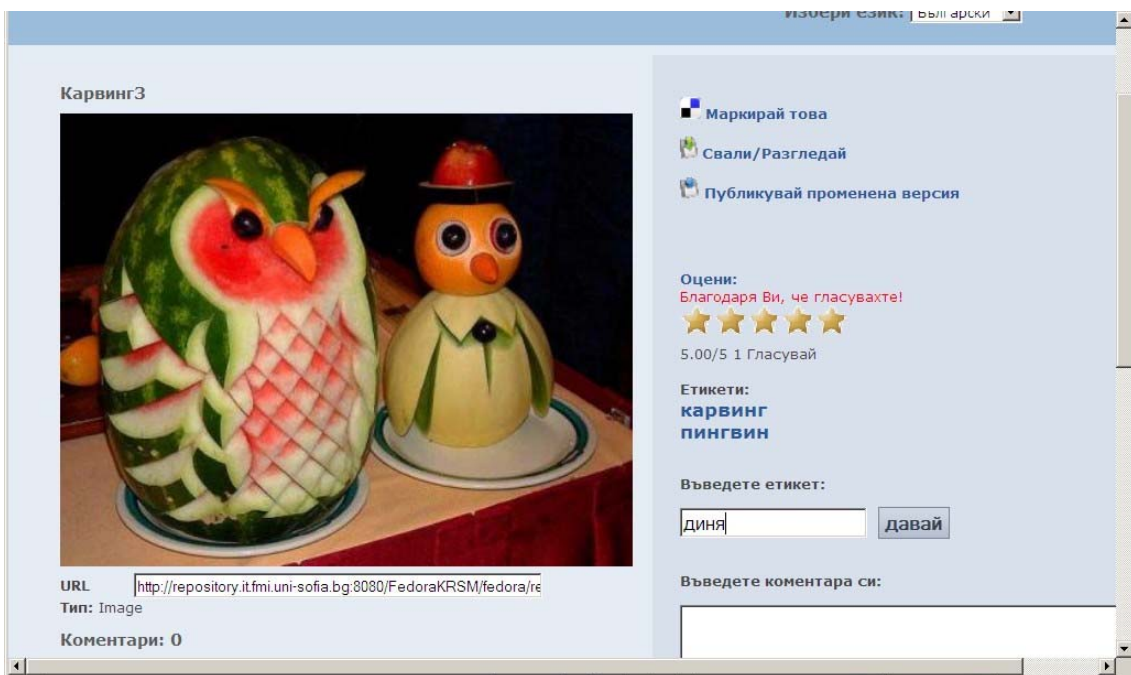 Избери език: Български
Карвинг3
Маркирай това
Свали/Разгледай
Публикувай променена версия
Оцени:
Благодаря Ви, че гласувахте!
5.00/5 1 Гласувай
Етикети:
карвинг
пингвин
Въведете етикет:
диня давай
Въведете коментара си:
URL http://repository.it.fmi.uni-sofia.bg:8080/FedoraKRSM/fedora/re
Тип: Image
Коментари: 0